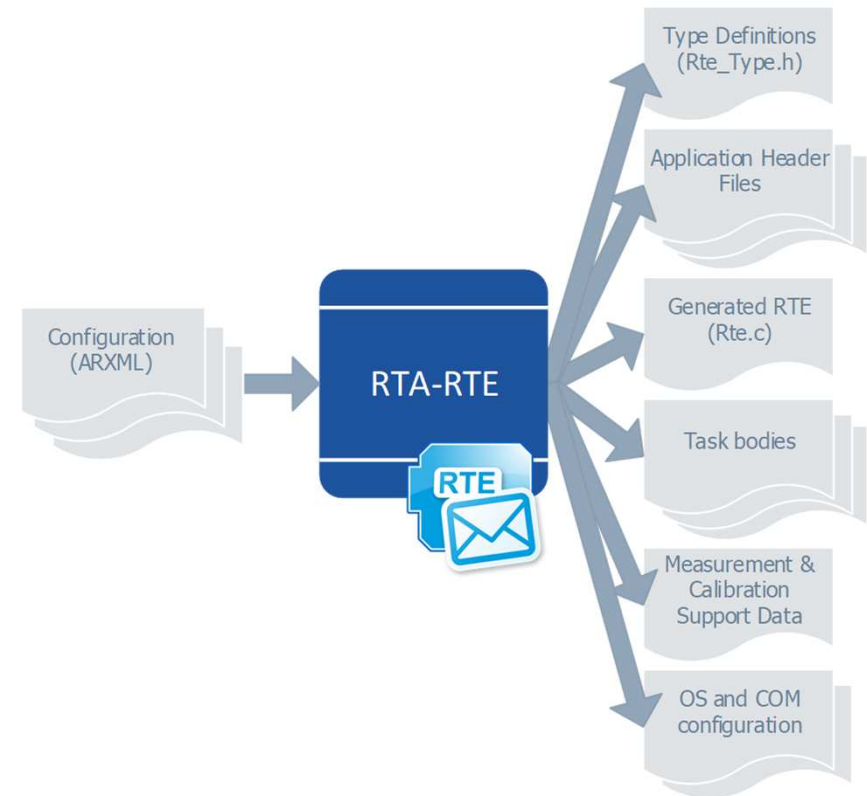 Configuration
(ARXML)
RTA-RTE
RTE
Type Definitions
(Rte_Type.h)
Application Header
Files
Generated RTE
(Rte.c)
Task bodies
Measurement &
Calibration
Support Data
OS and COM
configuration